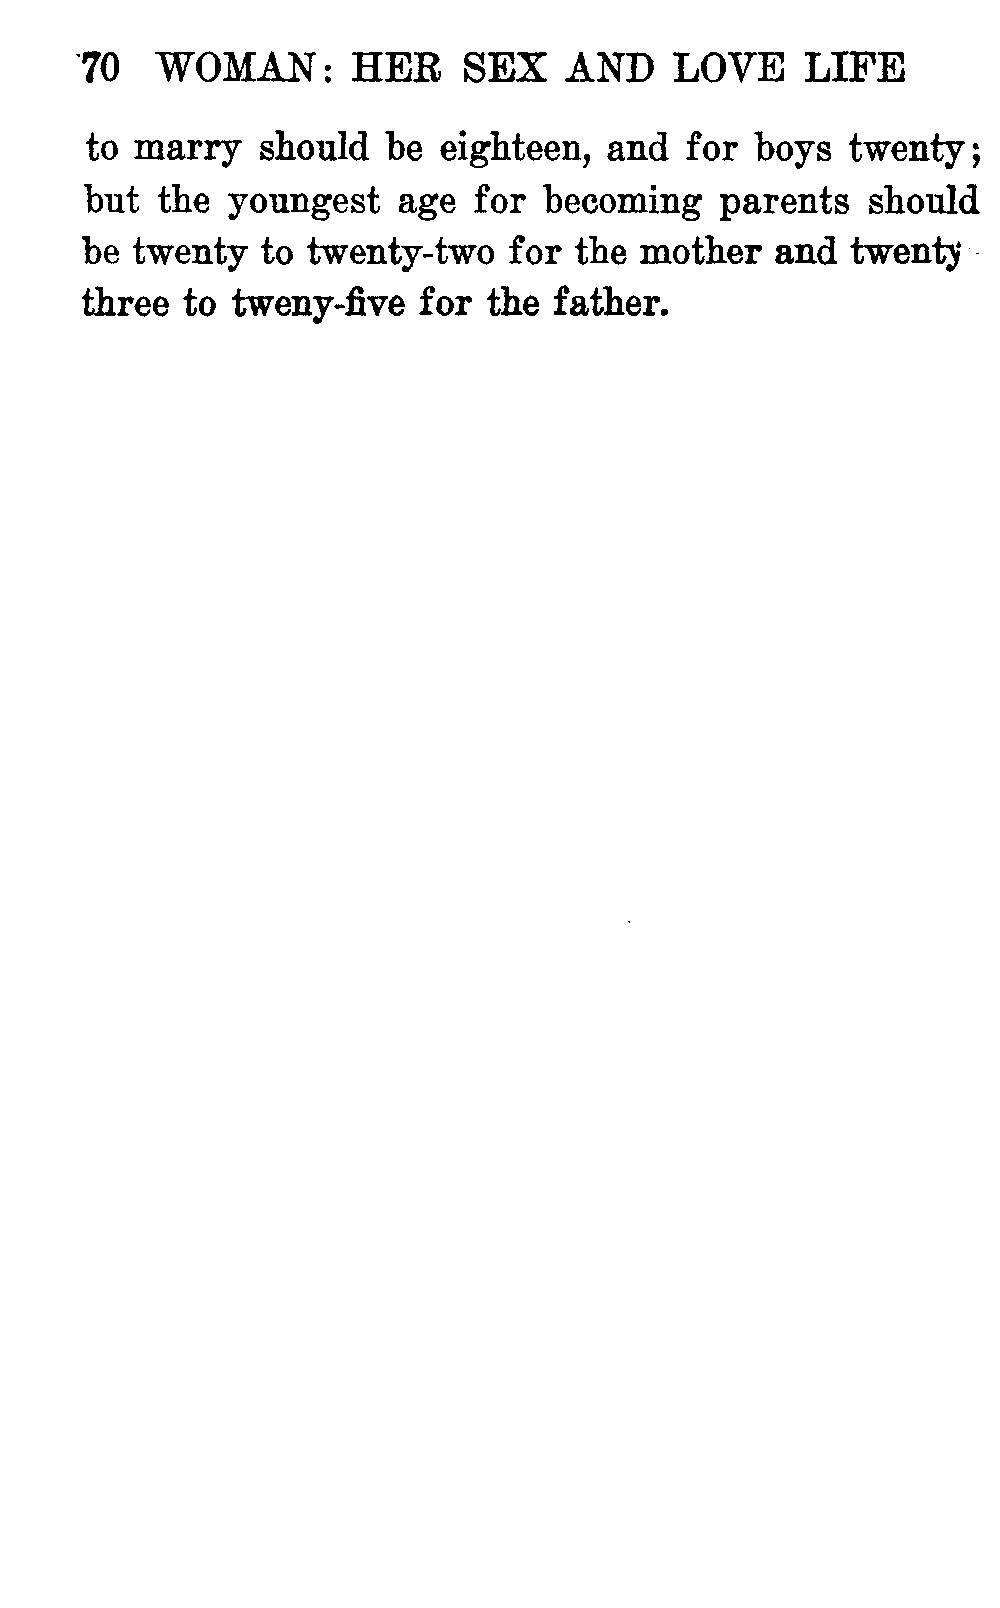 70 WOMAN: HER SEX AND LOVE LIFE
to marry should be eighteen, and for boys twenty;
but the youngest age for becoming parents should
be twenty to twenty-two for the mother and twenty-
three to tweny-five for the father.